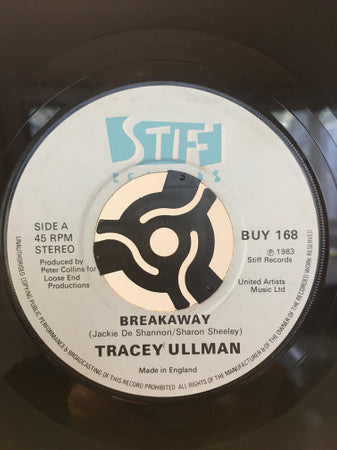 STIFF
RECORDS
SIDE A
45 RPM
STEREO
BUY 168
Produced by
Peter Collins for
Loose End
Productions
℗ 1983
Stiff Records
United Artists
Music Ltd
BREAKAWAY
(Jackie De Shannon/Sharon Sheeley)
TRACEY ULLMAN
Made in England
UNAUTHORISED COPYING PUBLIC PERFORMANCE & BROADCASTING OF THIS RECORD PROHIBITED. ALL RIGHTS OF THE MANUFACTURER & OF THE OWNER OF THE RECORDED WORK RESERVED